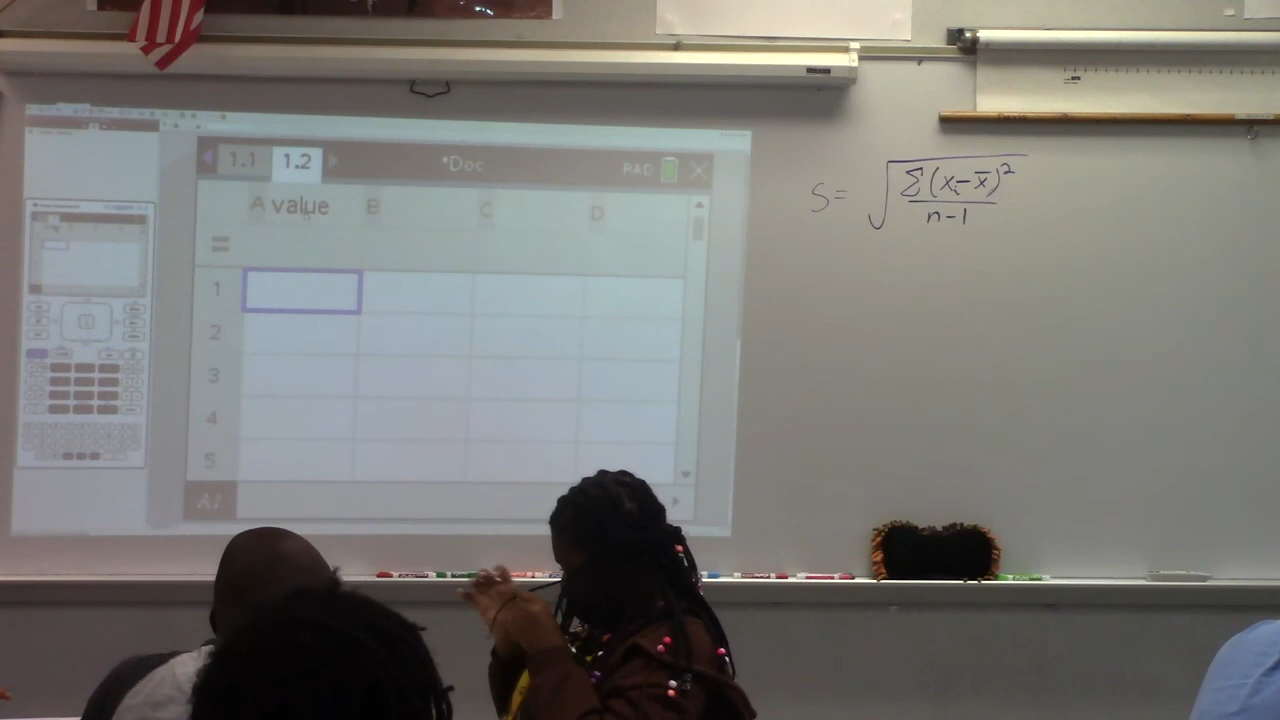 1.1 1.2 *Doc RAD
A value B C D
=
1
2
3
4
5
A1
S = √(Σ(xᵢ-x̄)²
n-1